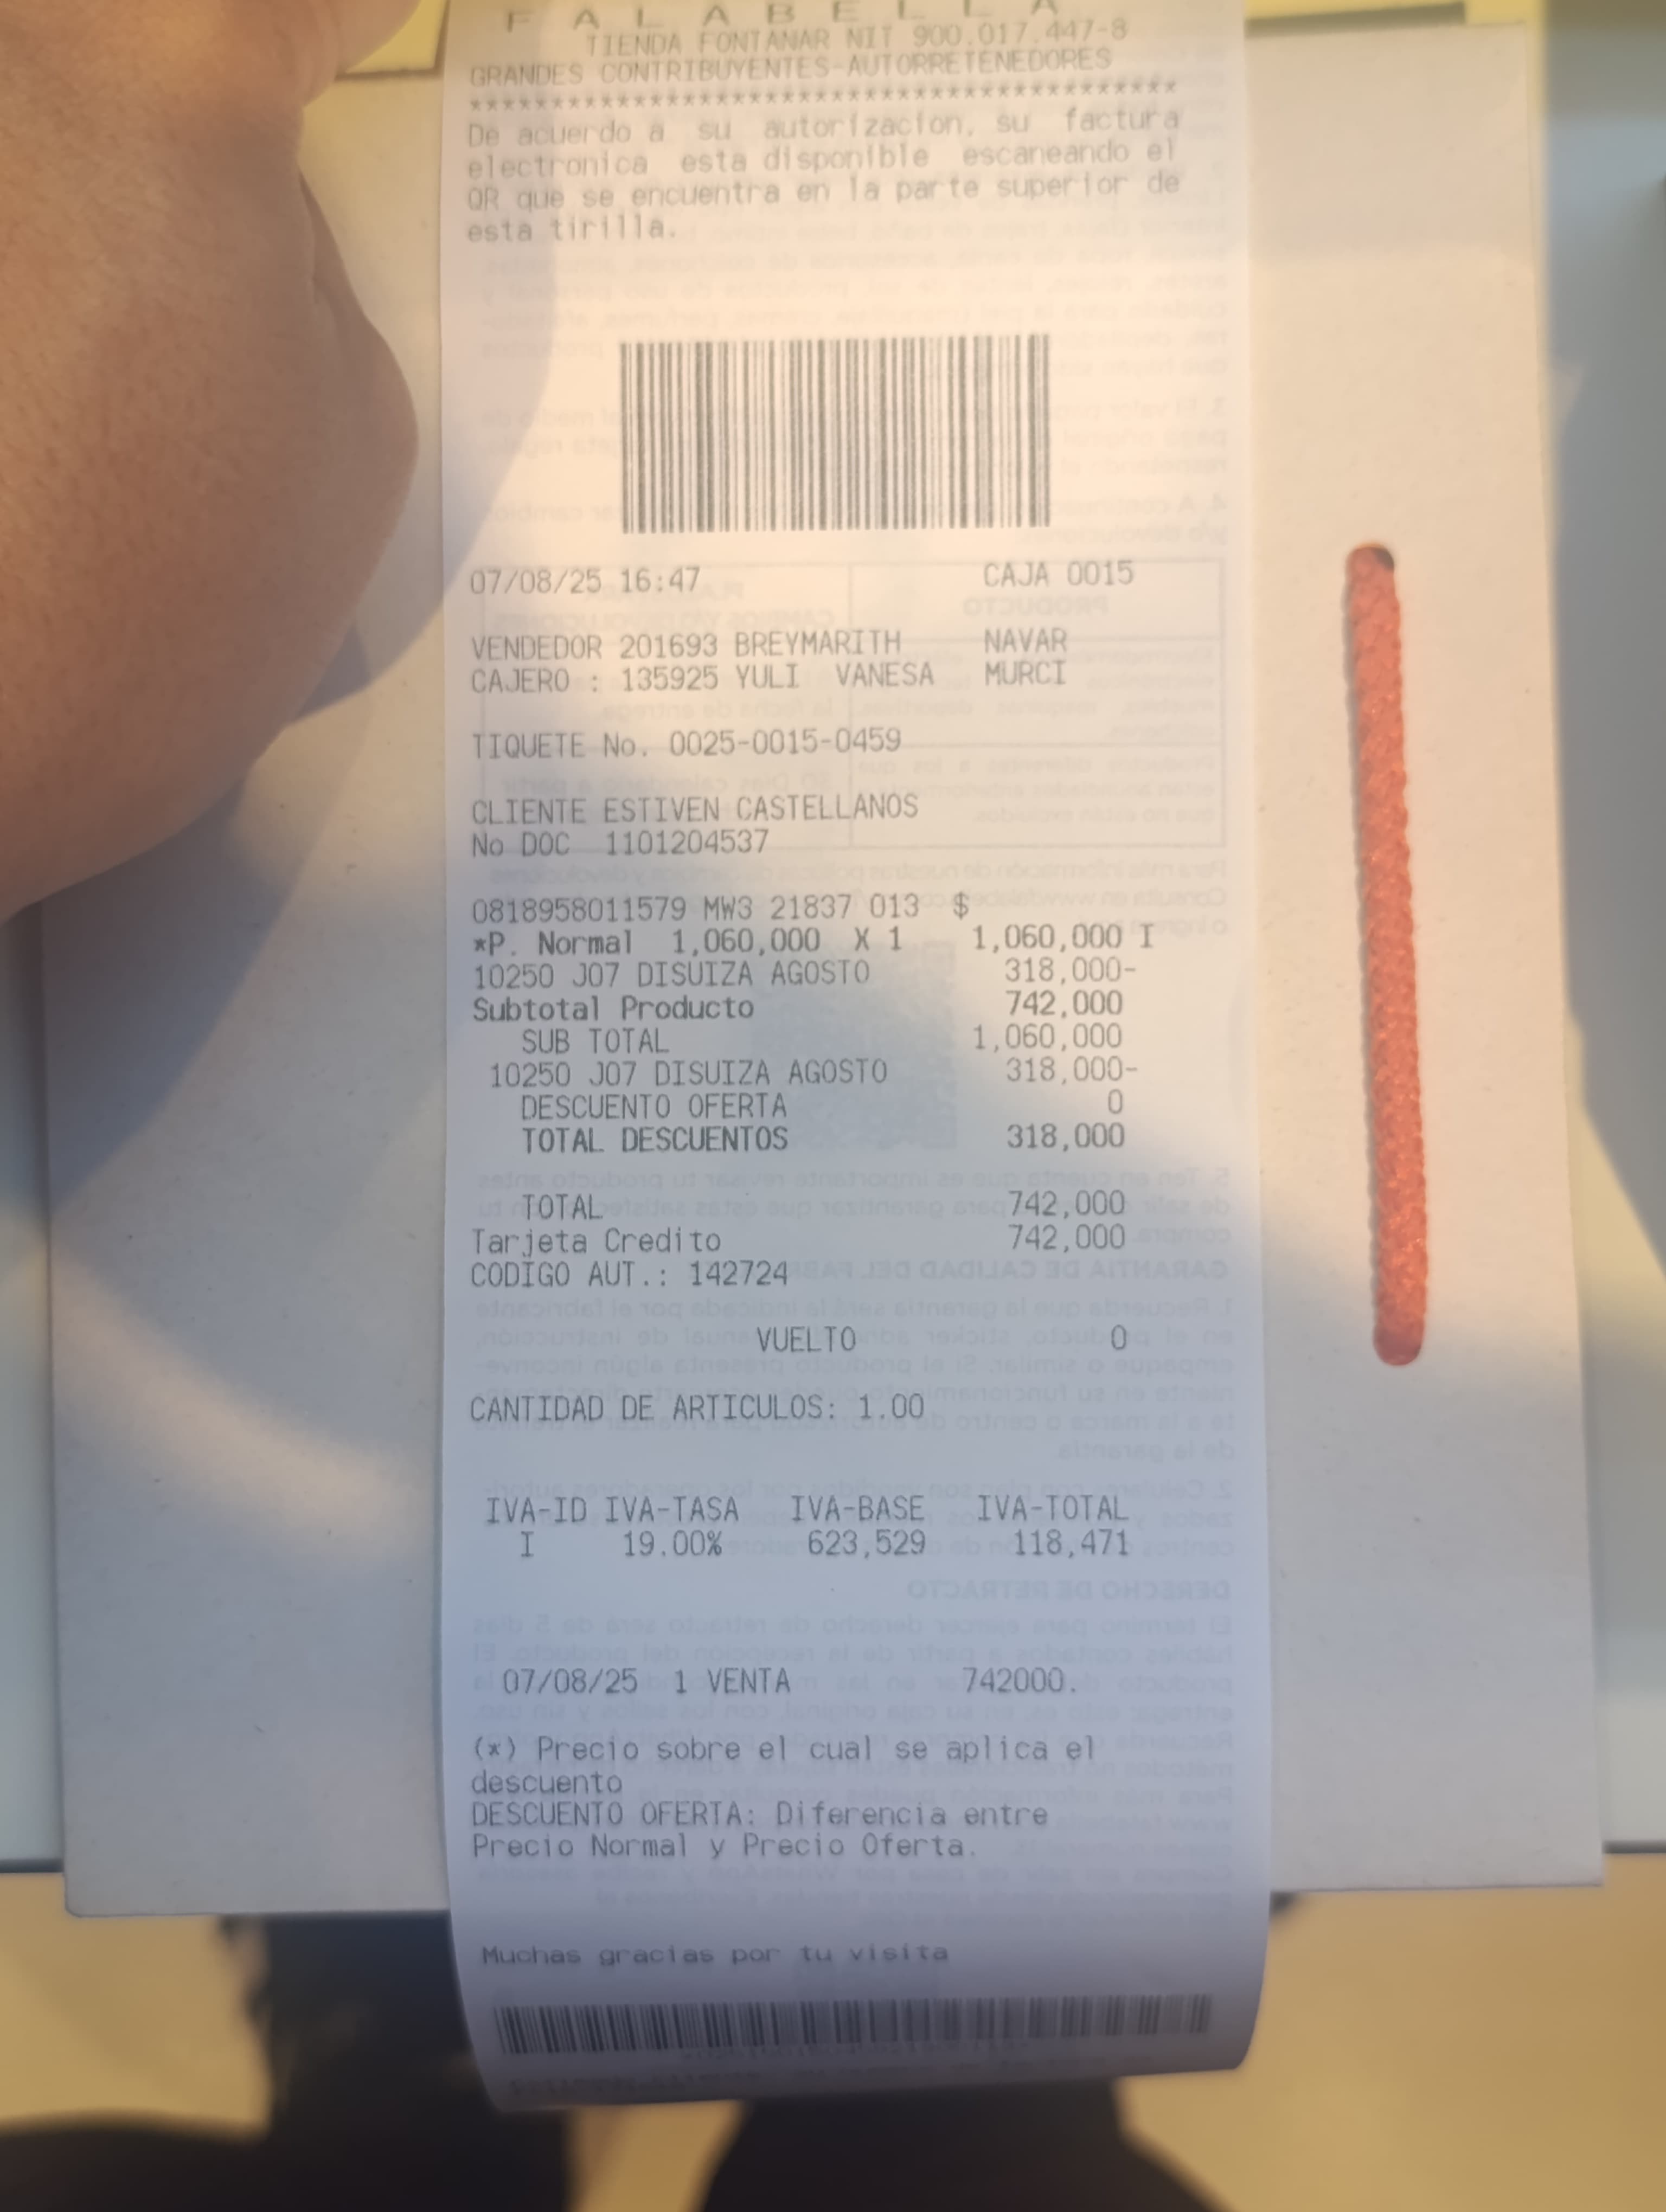 F A L A B E L L A
TIENDA FONTANAR NIT 900.017.447-8
GRANDES CONTRIBUYENTES-AUTORRETENEDORES
*******************************************
De acuerdo a su autorizacion, su factura
electronica esta disponible escaneando el
QR que se encuentra en la parte superior de
esta tirilla.
07/08/25 16:47 CAJA 0015
VENDEDOR 201693 BREYMARITH NAVAR
CAJERO : 135925 YULI VANESA MURCI
TIQUETE No. 0025-0015-0459
CLIENTE ESTIVEN CASTELLANOS
No DOC 1101204537
0818958011579 MW3 21837 013 $
*P. Normal 1,060,000 X 1 1,060,000 I
10250 J07 DISUIZA AGOSTO 318,000-
Subtotal Producto 742,000
SUB TOTAL 1,060,000
10250 J07 DISUIZA AGOSTO 318,000-
DESCUENTO OFERTA 0
TOTAL DESCUENTOS 318,000
TOTAL 742,000
Tarjeta Credito 742,000
CODIGO AUT.: 142724
VUELTO 0
CANTIDAD DE ARTICULOS: 1.00
IVA-ID IVA-TASA IVA-BASE IVA-TOTAL
I 19.00% 623,529 118,471
07/08/25 1 VENTA 742000.
(*) Precio sobre el cual se aplica el
descuento
DESCUENTO OFERTA: Diferencia entre
Precio Normal y Precio Oferta.
Muchas gracias por tu visita